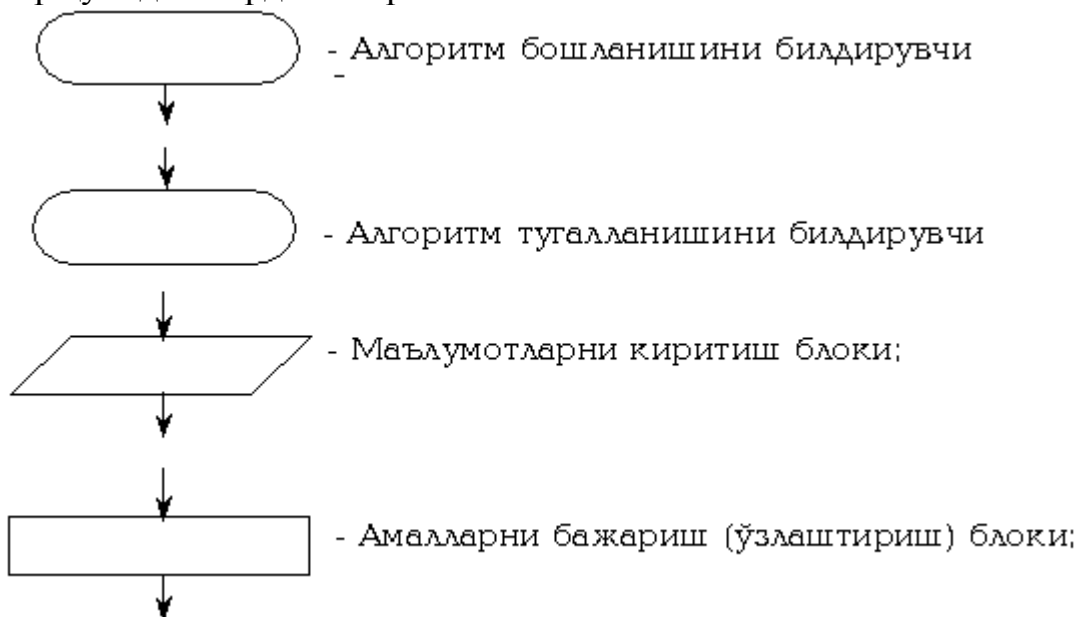 - Алгоритм бошланишини билдирувчи
-
- Алгоритм тугалланишини билдирувчи
- Маълумотларни киритиш блоки;
- Амалларни бажариш (ўзлаштириш) блоки;